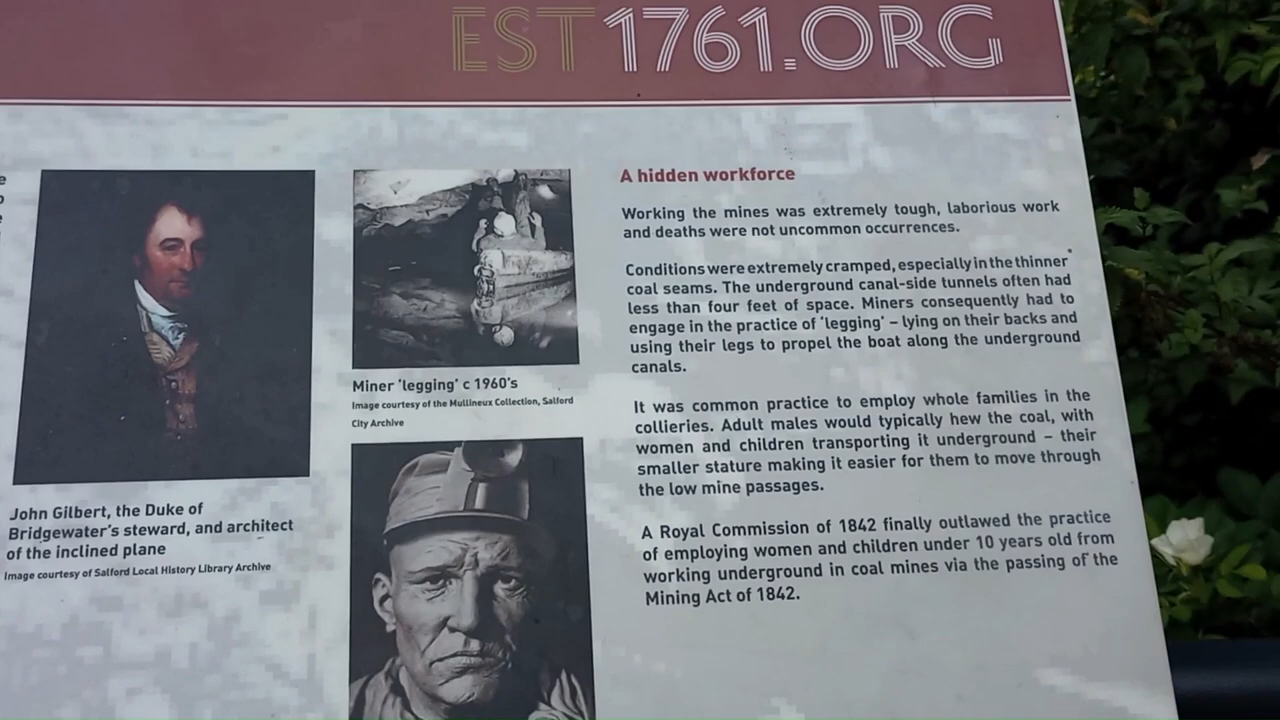 EST1761.ORG
John Gilbert, the Duke of
Bridgewater's steward, and architect
of the inclined plane
Image courtesy of Salford Local History Library Archive
Miner 'legging' c 1960's
Image courtesy of the Mullineux Collection, Salford
City Archive
A hidden workforce
Working the mines was extremely tough, laborious work
and deaths were not uncommon occurrences.
Conditions were extremely cramped, especially in the thinner
coal seams. The underground canal-side tunnels often had
less than four feet of space. Miners consequently had to
engage in the practice of 'legging' – lying on their backs and
using their legs to propel the boat along the underground
canals.
It was common practice to employ whole families in the
collieries. Adult males would typically hew the coal, with
women and children transporting it underground – their
smaller stature making it easier for them to move through
the low mine passages.
A Royal Commission of 1842 finally outlawed the practice
of employing women and children under 10 years old from
working underground in coal mines via the passing of the
Mining Act of 1842.